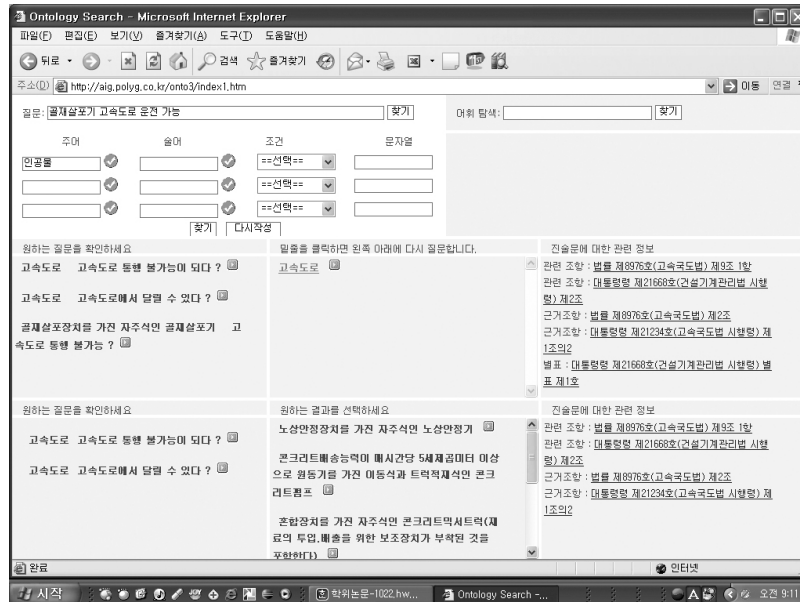 Ontology Search - Microsoft Internet Explorer
파일(F) 편집(E) 보기(V) 즐겨찾기(A) 도구(T) 도움말(H)
뒤로 검색 즐겨찾기
주소(D) http://aig.polyg.co.kr/onto3/index1.htm 이동 연결
질문: 골재살포기 고속도로 운전 가능 찾기 어휘 탐색: 찾기
주어 술어 조건 문자열
인공물 ==선택==
==선택==
==선택==
찾기 다시작성
원하는 질문을 확인하세요
고속도로 고속도로 통행 불가능이 되다 ?
고속도로 고속도로에서 달릴 수 있다 ?
골재살포장치를 가진 자주식인 골재살포기 고
속도로 통행 불가능 ?
밑줄을 클릭하면 왼쪽 아래에 다시 질문합니다.
고속도로
진술문에 대한 관련 정보
관련 조항 : 법률 제8976호(고속국도법) 제9조 1항
관련 조항 : 대통령령 제21668호(건설기계관리법 시행
령) 제2조
근거조항 : 법률 제8976호(고속국도법) 제2조
근거조항 : 대통령령 제21234호(고속국도법 시행령) 제
1조의2
별표 : 대통령령 제21668호(건설기계관리법 시행령) 별
표 제1호
원하는 질문을 확인하세요
고속도로 고속도로 통행 불가능이 되다 ?
고속도로 고속도로에서 달릴 수 있다 ?
원하는 결과를 선택하세요
노상안정장치를 가진 자주적인 노상안정기
콘크리트배송능력이 매시간당 5세제곱미터 이상
으로 원동기를 가진 이동식과 트럭적재식인 콘크
리트펌프
혼합장치를 가진 자주식인 콘크리트믹서트럭(재
료의 투입,배출을 위한 보조장치가 부착된 것을
포함한다)
진술문에 대한 관련 정보
관련 조항 : 법률 제8976호(고속국도법) 제9조 1항
관련 조항 : 대통령령 제21668호(건설기계관리법 시행
령) 제2조
근거조항 : 법률 제8976호(고속국도법) 제2조
근거조항 : 대통령령 제21234호(고속국도법 시행령) 제
1조의2
완료 인터넷
시작 학위논문-1022.hw... Ontology Search -... A 오전 9:11